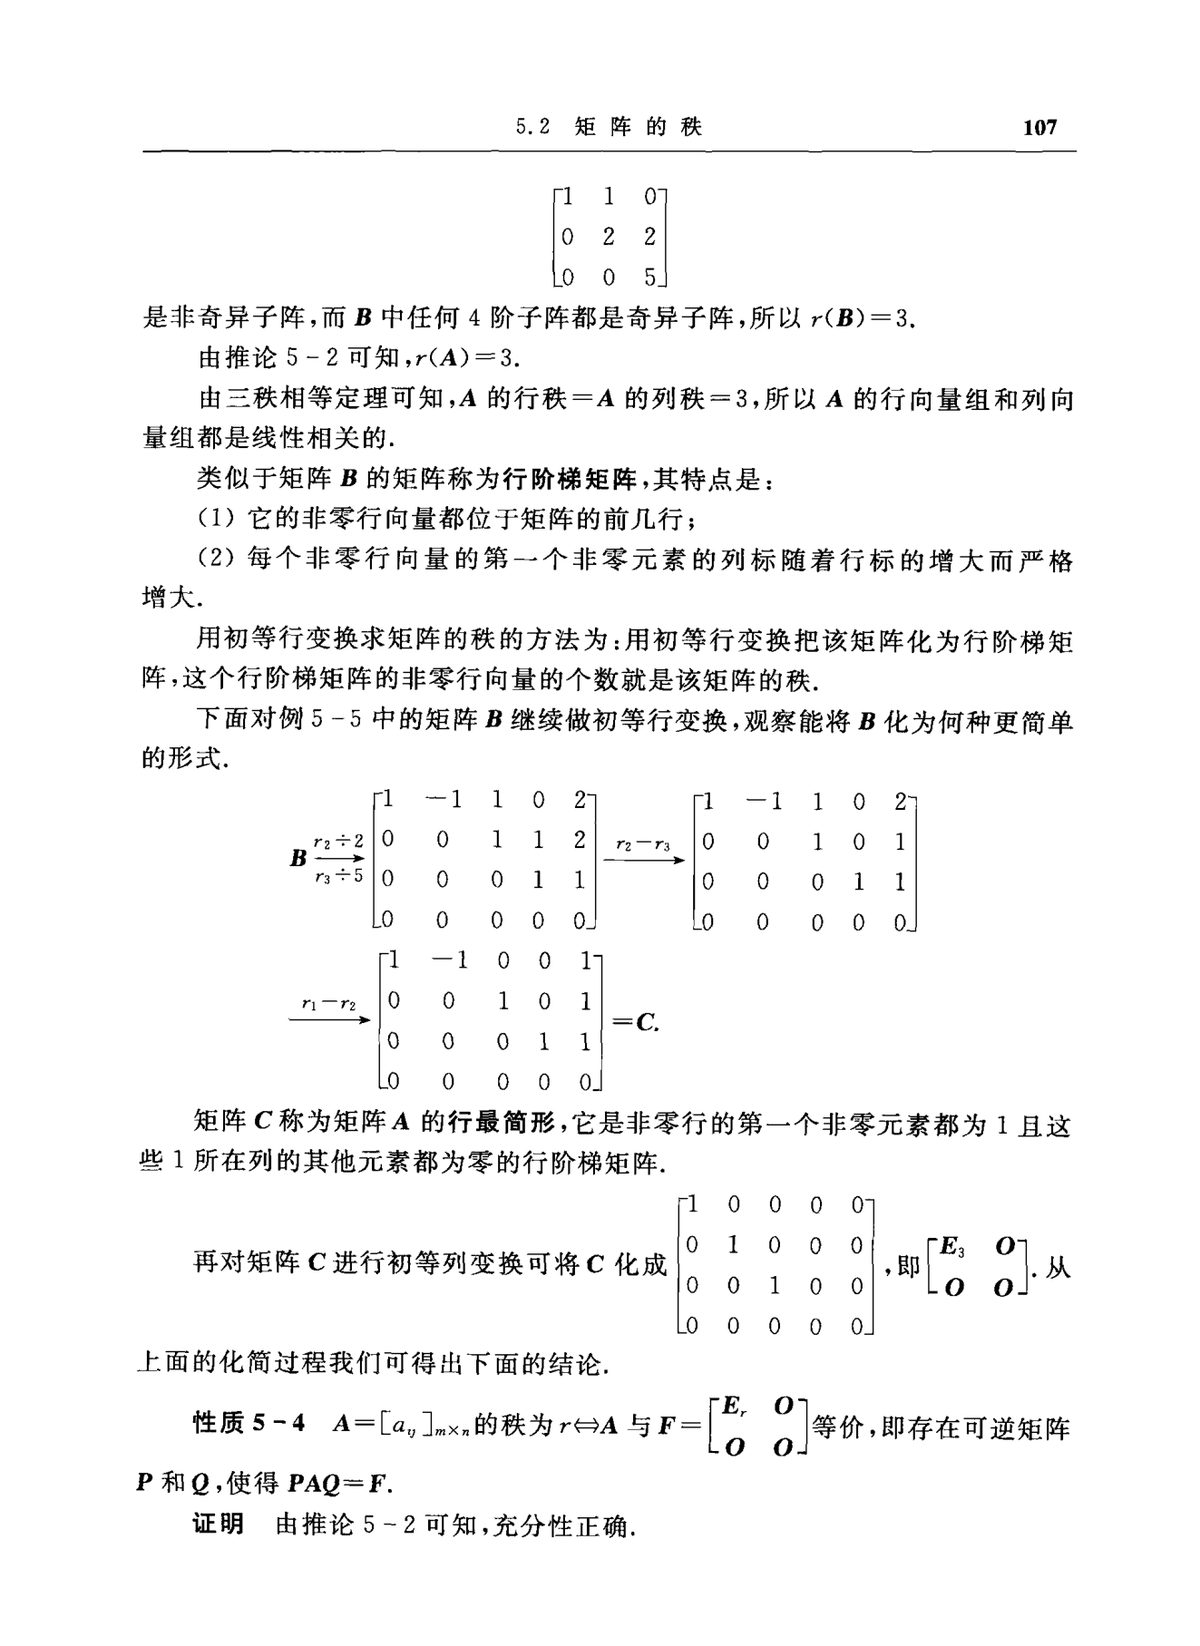 5.2 矩阵的秩 107
⎡1 1 0⎤
0 2 2
⎣0 0 5⎦
是非奇异子阵,而 B 中任何 4 阶子阵都是奇异子阵,所以 r(B)=3.
由推论 5-2 可知,r(A)=3.
由三秩相等定理可知,A 的行秩=A 的列秩=3,所以 A 的行向量组和列向
量组都是线性相关的.
类似于矩阵 B 的矩阵称为行阶梯矩阵,其特点是:
(1) 它的非零行向量都位于矩阵的前几行;
(2) 每个非零行向量的第一个非零元素的列标随着行标的增大而严格
增大.
用初等行变换求矩阵的秩的方法为:用初等行变换把该矩阵化为行阶梯矩
阵,这个行阶梯矩阵的非零行向量的个数就是该矩阵的秩.
下面对例 5-5 中的矩阵 B 继续做初等行变换,观察能将 B 化为何种更简单
的形式.
B r₂÷2 r₃÷5 → ⎡1 -1 1 0 2⎤ r₂-r₃ → ⎡1 -1 1 0 2⎤
0 0 1 1 2 0 0 1 0 1
0 0 0 1 1 0 0 0 1 1
⎣0 0 0 0 0⎦ ⎣0 0 0 0 0⎦
r₁-r₂ → ⎡1 -1 0 0 1⎤
0 0 1 0 1 =C.
0 0 0 1 1
⎣0 0 0 0 0⎦
矩阵 C 称为矩阵 A 的行最简形,它是非零行的第一个非零元素都为 1 且这
些 1 所在列的其他元素都为零的行阶梯矩阵.
再对矩阵 C 进行初等列变换可将 C 化成 ⎡1 0 0 0 0⎤ ,即 ⎡E₃ O⎤ .从
0 1 0 0 0 ⎣O O⎦
0 0 1 0 0
⎣0 0 0 0 0⎦
上面的化简过程我们可得出下面的结论.
性质 5-4 A=[aᵢⱼ]ₘ×ₙ的秩为 r⇔A 与 F= ⎡Eᵣ O⎤ 等价,即存在可逆矩阵
⎣O O⎦
P 和 Q,使得 PAQ=F.
证明 由推论 5-2 可知,充分性正确.